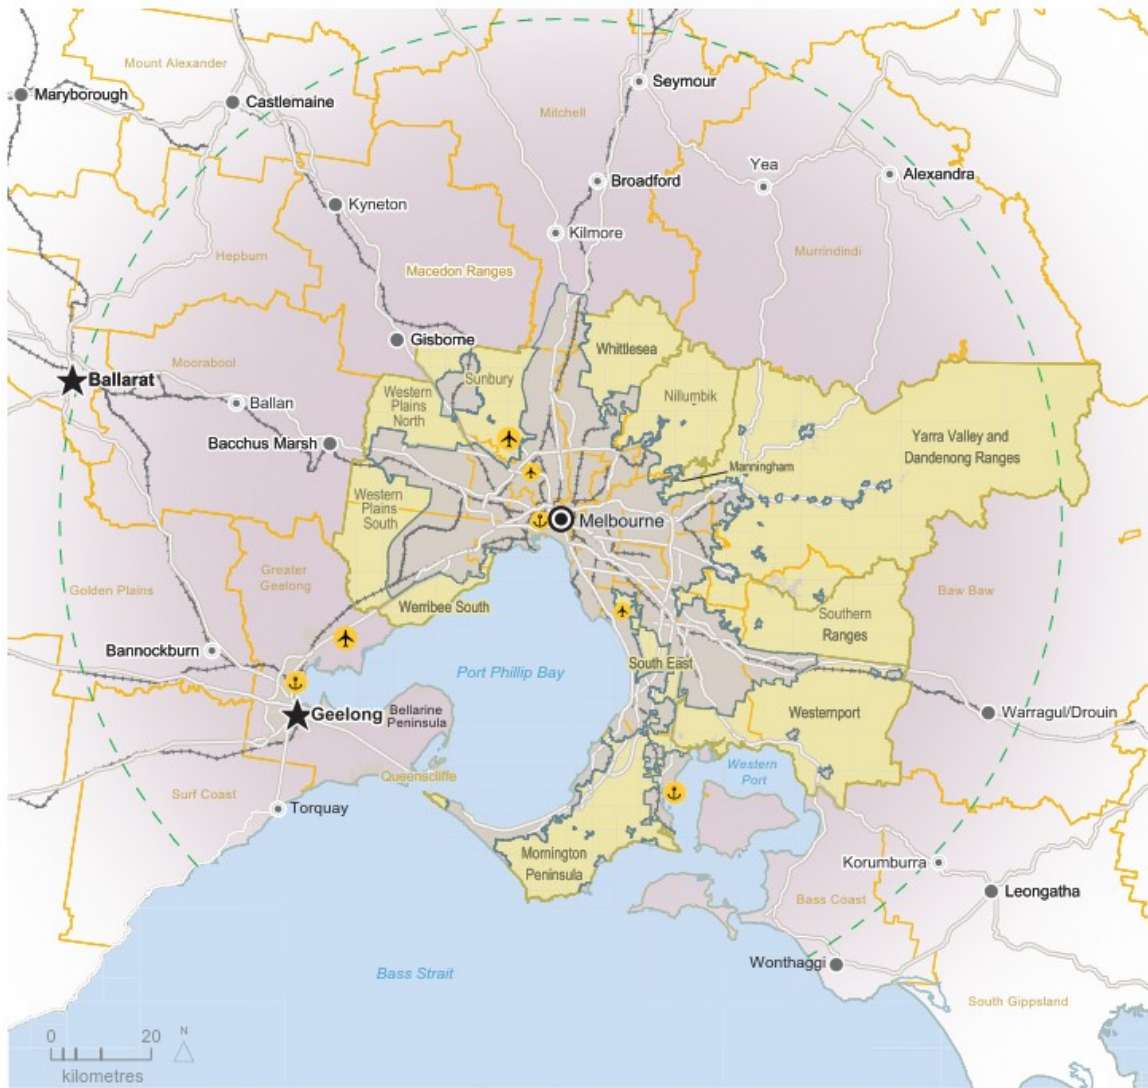 Mount Alexander
Maryborough
Castlemaine
Seymour
Mitchell
Yea
Alexandra
Broadford
Kyneton
Kilmore
Hepburn
Macedon Ranges
Murrindindi
Gisborne
Whittlesea
Moorabool
Sunbury
Ballarat
Western
Plains
North
Nillumbik
Ballan
Bacchus Marsh
Yarra Valley and
Dandenong Ranges
Manningham
Western
Plains
South
Melbourne
Greater
Geelong
Golden Plains
Werribee South
Baw Baw
Southern
Ranges
Bannockburn
Port Phillip Bay
South East
Geelong
Bellarine
Peninsula
Westernport
Warragul/Drouin
Western
Port
Queenscliffe
Surf Coast
Torquay
Mornington
Peninsula
Korumburra
Leongatha
Bass Coast
Wonthaggi
Bass Strait
South Gippsland
0 20
N
kilometres